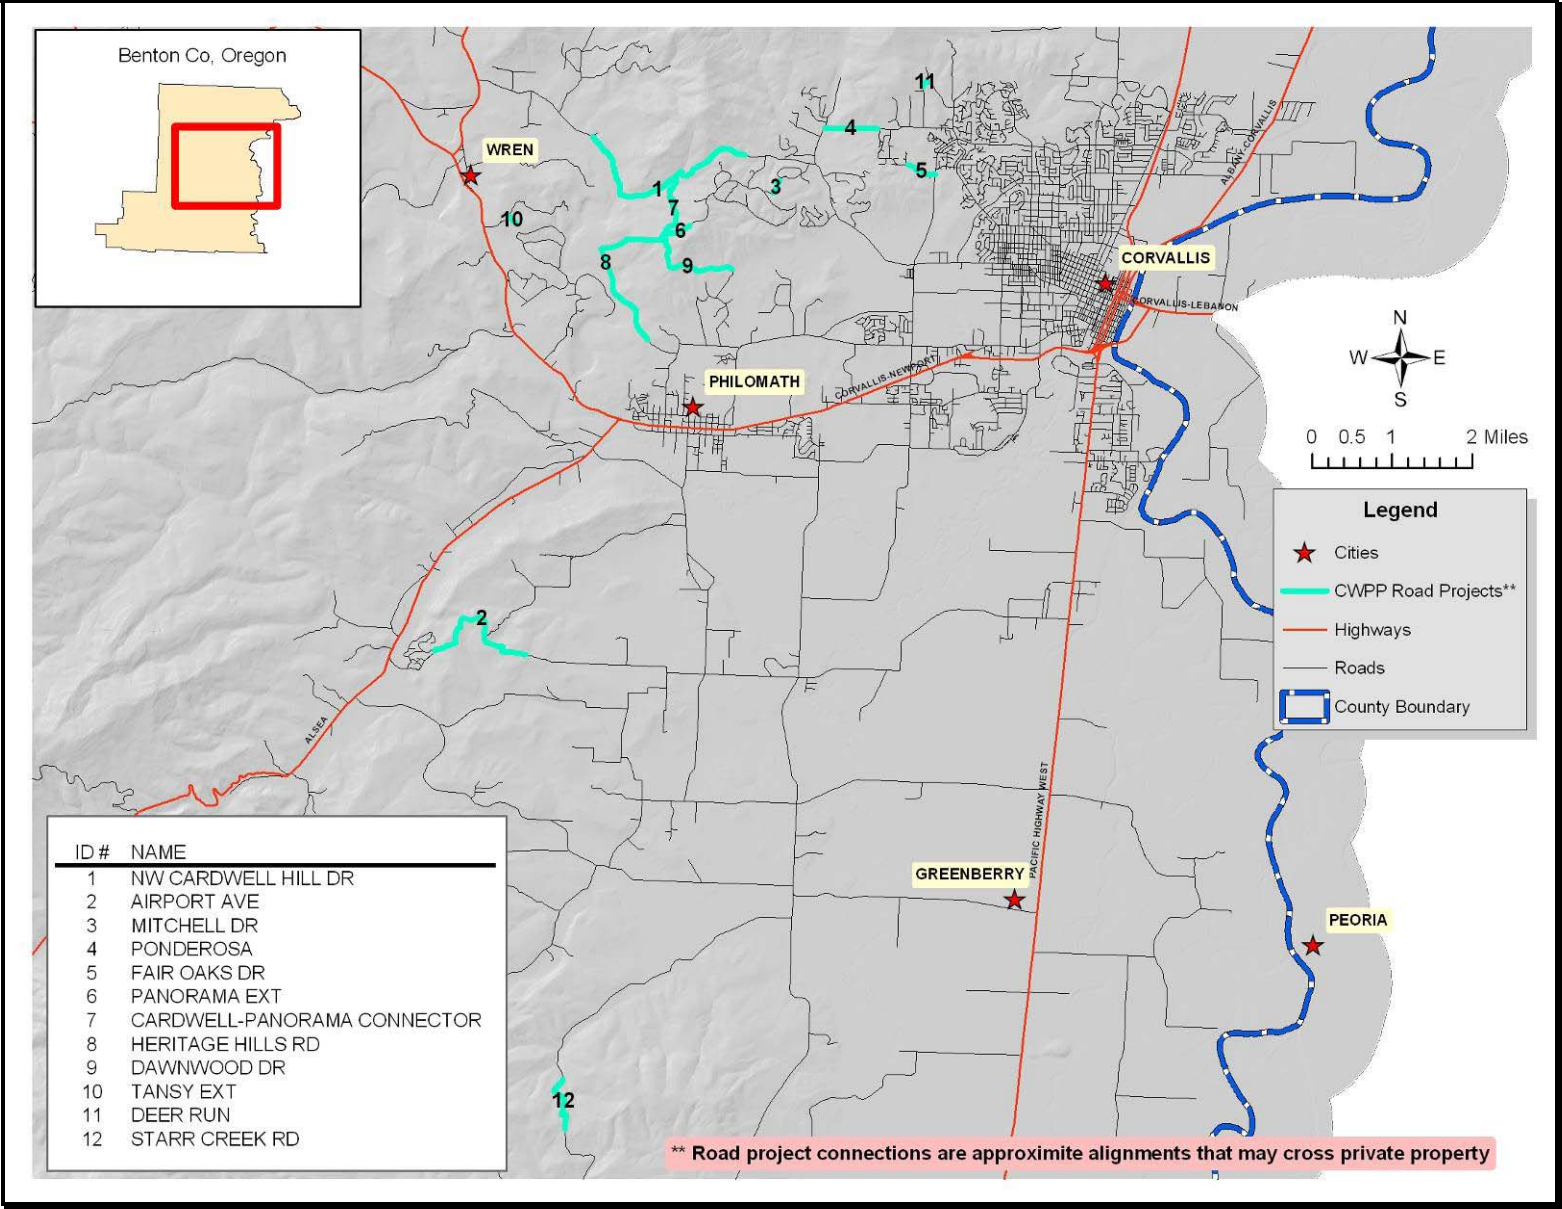 Benton Co, Oregon
11
4
WREN
5
1
3
7
10
6
8
9
ALBANY-CORVALLIS
CORVALLIS
CORVALLIS-LEBANON
N
W E
S
PHILOMATH
CORVALLIS-NEWPORT
0 0.5 1 2 Miles
Legend
Cities
CWPP Road Projects**
Highways
Roads
County Boundary
2
ALSEA
PACIFIC HIGHWAY WEST
GREENBERRY
PEORIA
ID # NAME
1 NW CARDWELL HILL DR
2 AIRPORT AVE
3 MITCHELL DR
4 PONDEROSA
5 FAIR OAKS DR
6 PANORAMA EXT
7 CARDWELL-PANORAMA CONNECTOR
8 HERITAGE HILLS RD
9 DAWNWOOD DR
10 TANSY EXT
11 DEER RUN
12 STARR CREEK RD
12
** Road project connections are approximite alignments that may cross private property